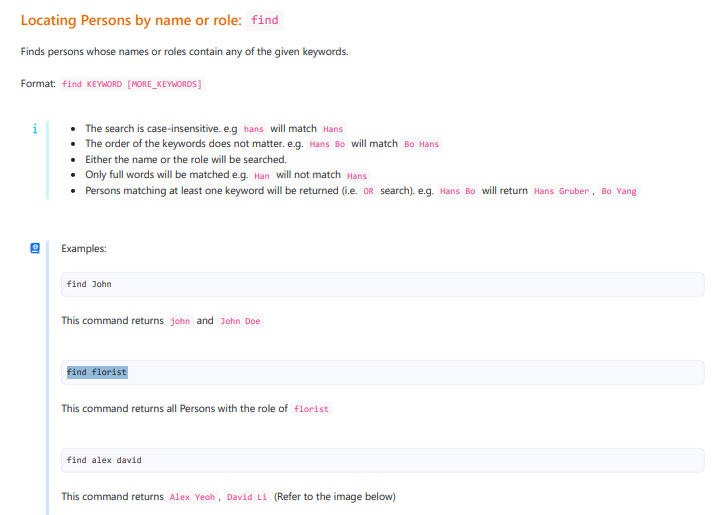 Locating Persons by name or role: find
Finds persons whose names or roles contain any of the given keywords.
Format: find KEYWORD [MORE_KEYWORDS]
The search is case-insensitive. e.g hans will match Hans
The order of the keywords does not matter. e.g. Hans Bo will match Bo Hans
Either the name or the role will be searched.
Only full words will be matched e.g. Han will not match Hans
Persons matching at least one keyword will be returned (i.e. OR search). e.g. Hans Bo will return Hans Gruber, Bo Yang
Examples:
find John
This command returns john and John Doe
find florist
This command returns all Persons with the role of florist
find alex david
This command returns Alex Yeoh, David Li (Refer to the image below)